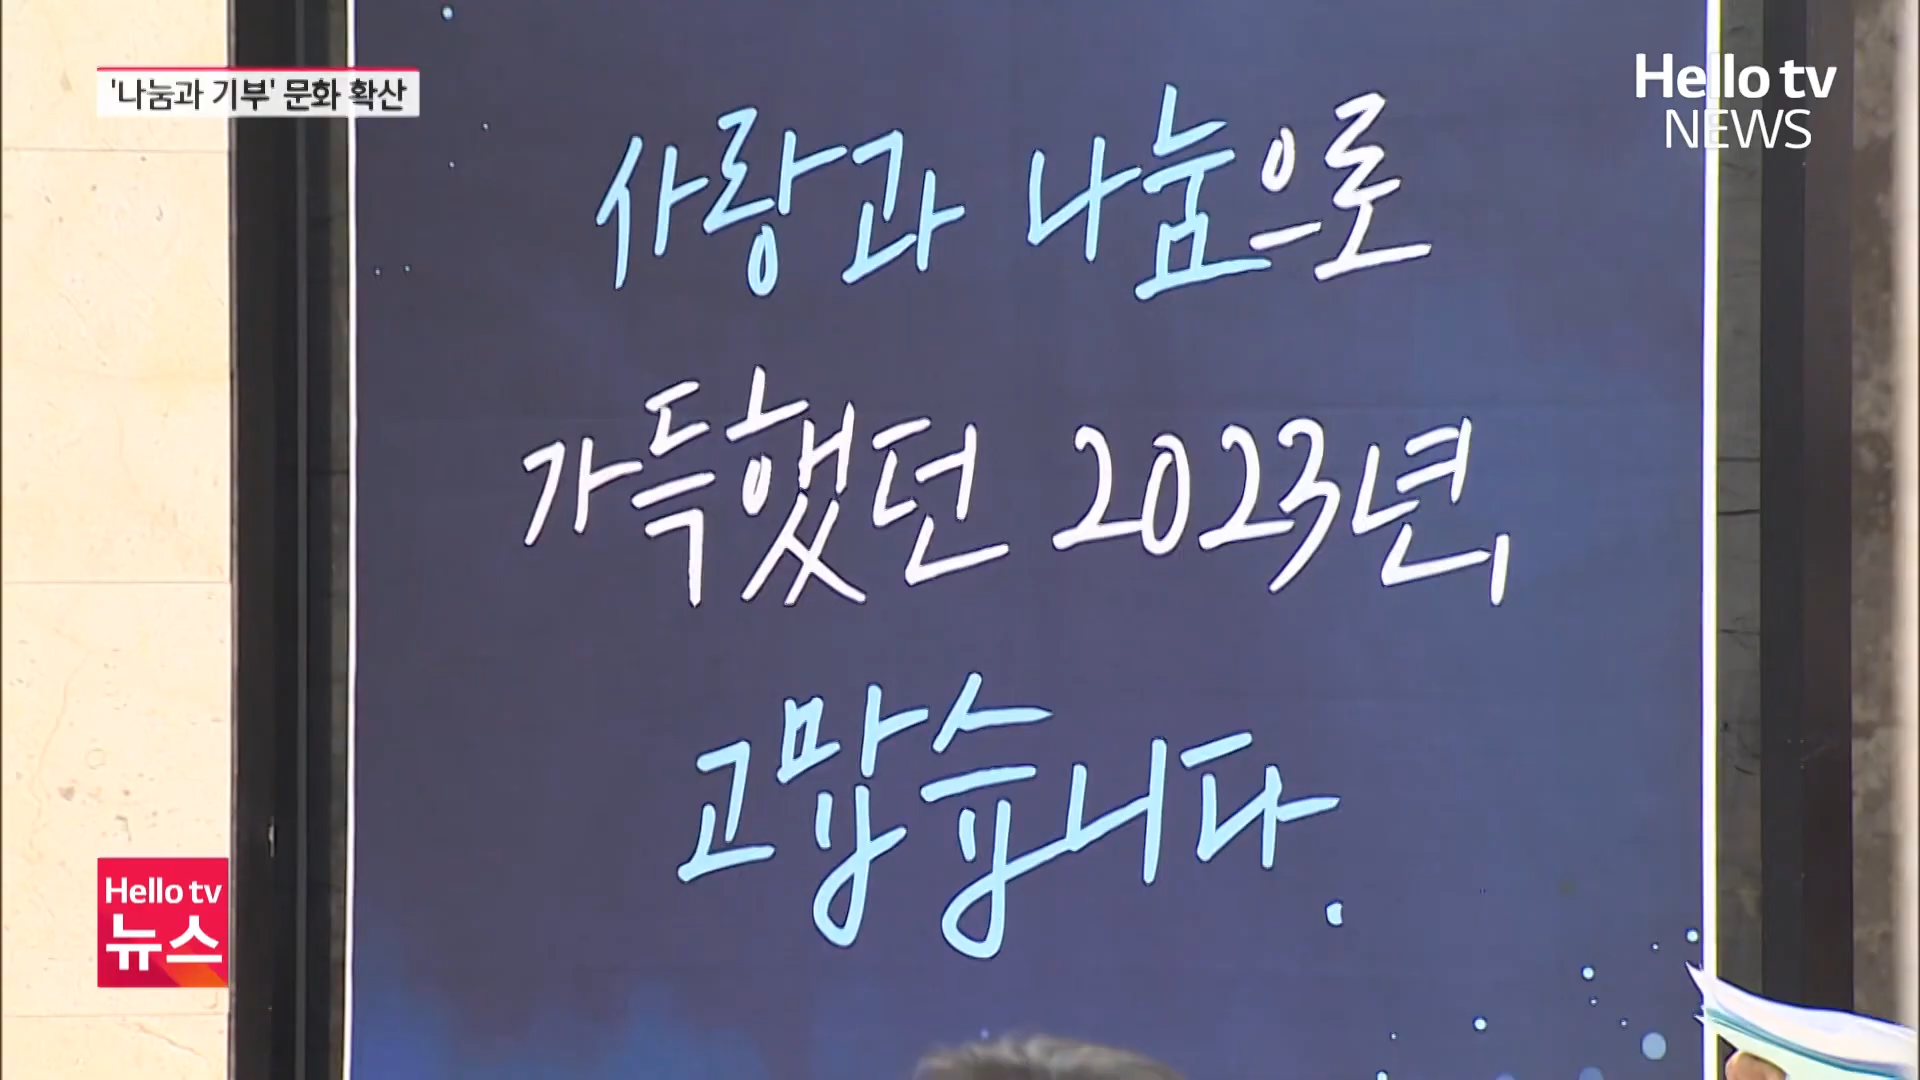 '나눔과 기부' 문화 확산
Hello tv
NEWS
사랑과 나눔으로
가득했던 2023년,
고맙습니다.
Hello tv
뉴스